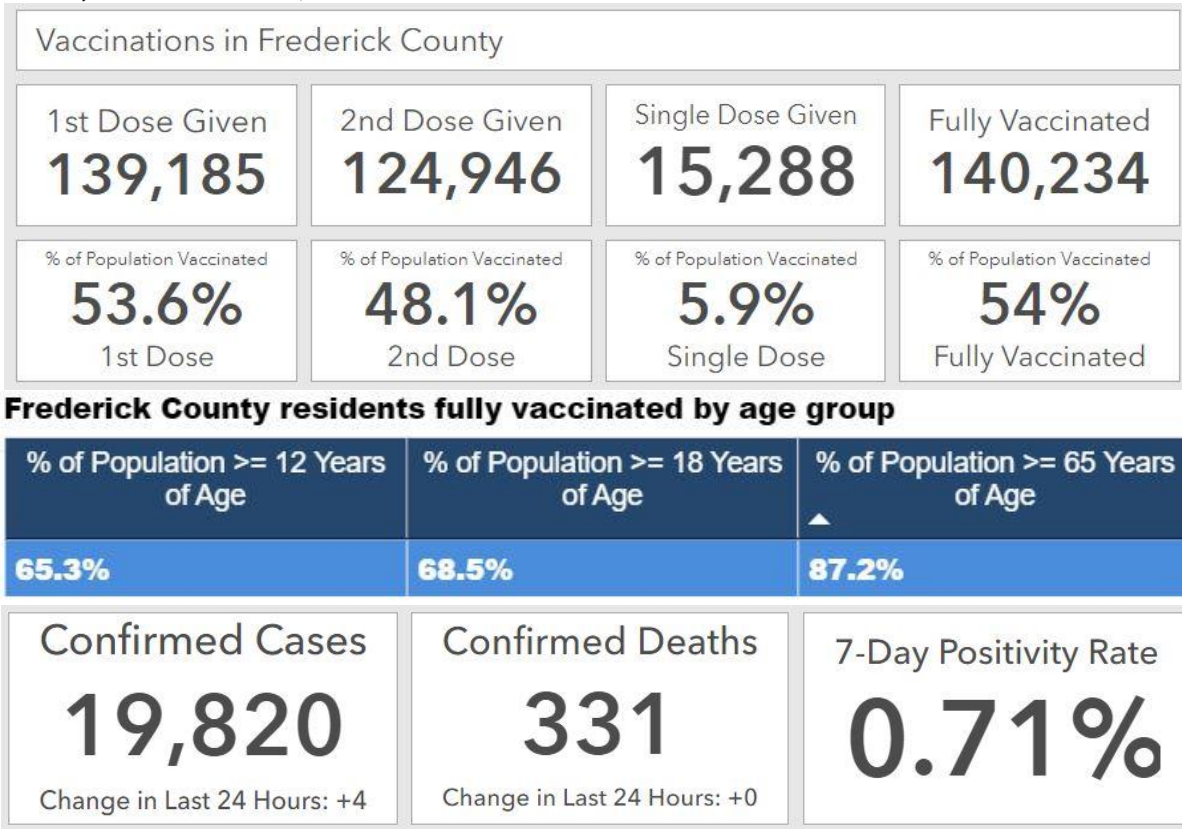 Vaccinations in Frederick County
1st Dose Given
139,185
2nd Dose Given
124,946
Single Dose Given
15,288
Fully Vaccinated
140,234
% of Population Vaccinated
53.6%
1st Dose
% of Population Vaccinated
48.1%
2nd Dose
% of Population Vaccinated
5.9%
Single Dose
% of Population Vaccinated
54%
Fully Vaccinated
Frederick County residents fully vaccinated by age group
% of Population >= 12 Years
of Age
% of Population >= 18 Years
of Age
% of Population >= 65 Years
of Age
65.3%
68.5%
87.2%
Confirmed Cases
19,820
Change in Last 24 Hours: +4
Confirmed Deaths
331
Change in Last 24 Hours: +0
7-Day Positivity Rate
0.71%